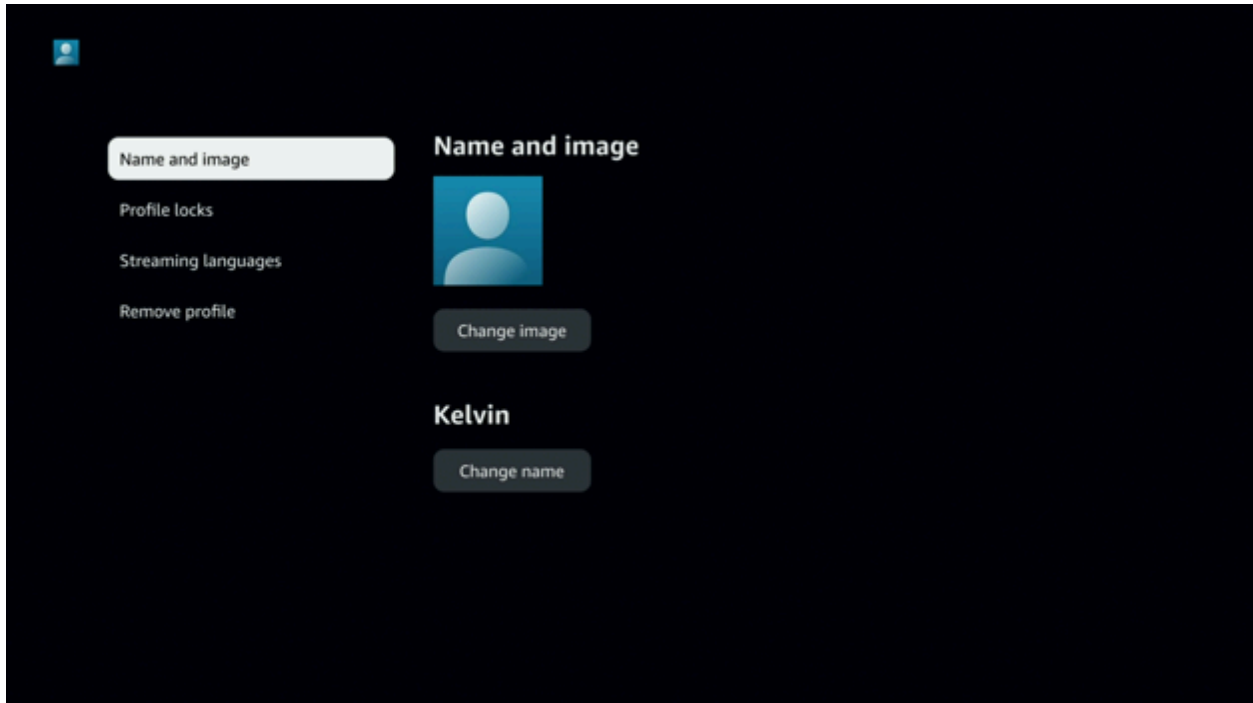 Name and image
Profile locks
Streaming languages
Remove profile
Name and image
Change image
Kelvin
Change name